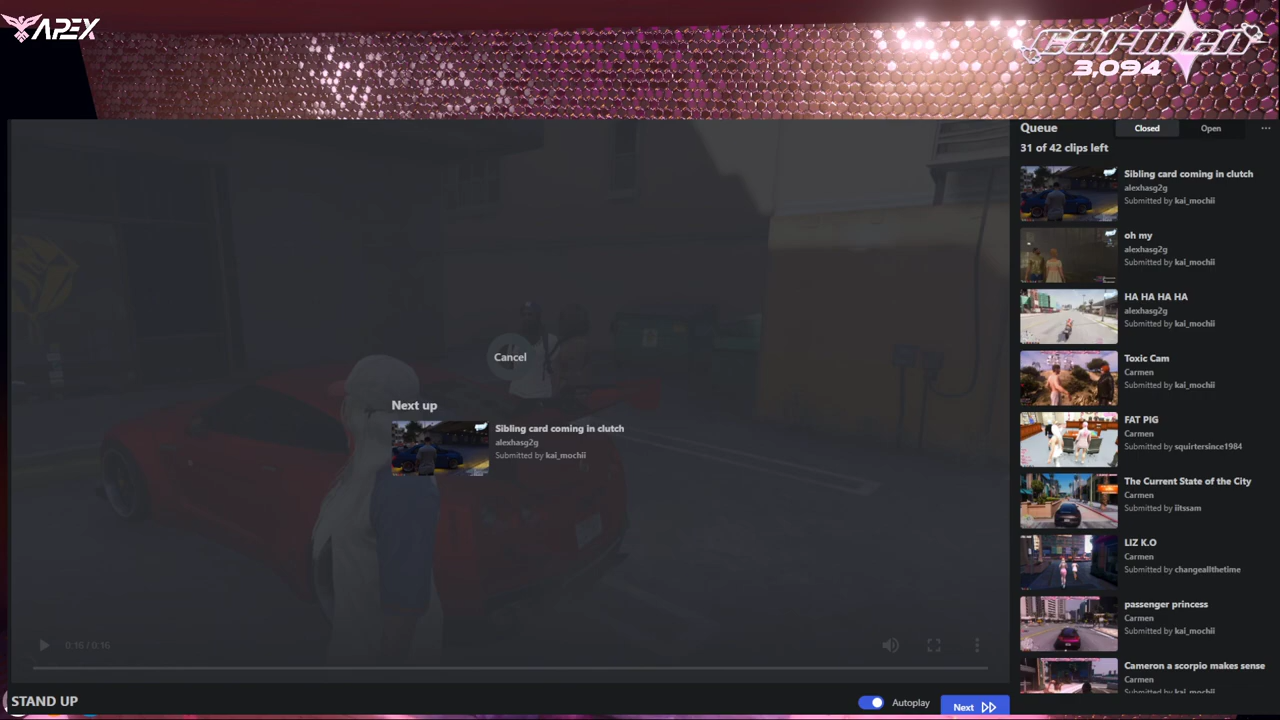 APEX
carmen
3,094
Queue
Closed
Open
31 of 42 clips left
Sibling card coming in clutch
alexhasg2g
Submitted by kai_mochii
oh my
alexhasg2g
Submitted by kai_mochii
HA HA HA HA
alexhasg2g
Submitted by kai_mochii
Toxic Cam
Carmen
Submitted by kai_mochii
FAT PIG
Carmen
Submitted by squirtersince1984
The Current State of the City
Carmen
Submitted by iitssam
LIZ K.O
Carmen
Submitted by changeallthetime
passenger princess
Carmen
Submitted by kai_mochii
Cameron a scorpio makes sense
Carmen
Submitted by kai_mochii
Cancel
Next up
Sibling card coming in clutch
alexhasg2g
Submitted by kai_mochii
0:16 / 0:16
STAND UP
Autoplay
Next